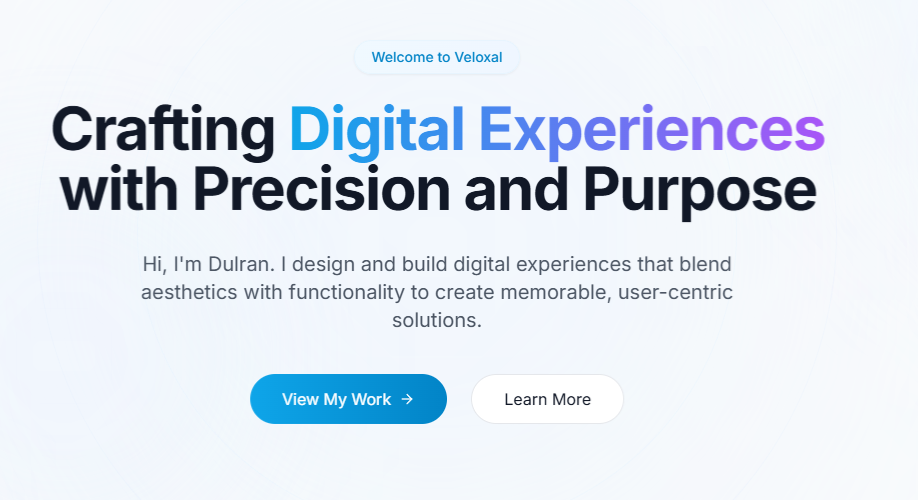 Welcome to Veloxal
Crafting Digital Experiences
with Precision and Purpose
Hi, I'm Dulran. I design and build digital experiences that blend
aesthetics with functionality to create memorable, user-centric
solutions.
View My Work →
Learn More